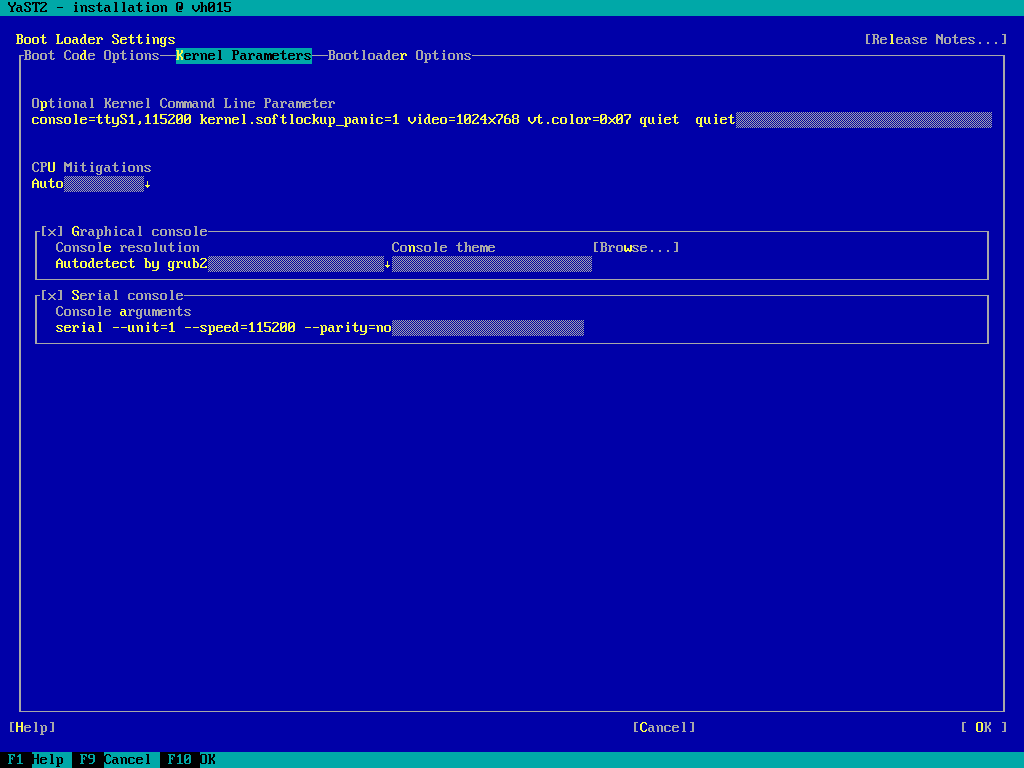 YaST2 - installation @ vh015
Boot Loader Settings [Release Notes...]
Boot Code Options Kernel Parameters Bootloader Options
Optional Kernel Command Line Parameter
console=ttyS1,115200 kernel.softlockup_panic=1 video=1024x768 vt.color=0x07 quiet  quiet
CPU Mitigations
Auto↓
[x] Graphical console
Console resolution Console theme [Browse...]
Autodetect by grub2↓
[x] Serial console
Console arguments
serial --unit=1 --speed=115200 --parity=no
[Help] [Cancel] [ OK ]
F1 Help F9 Cancel F10 OK